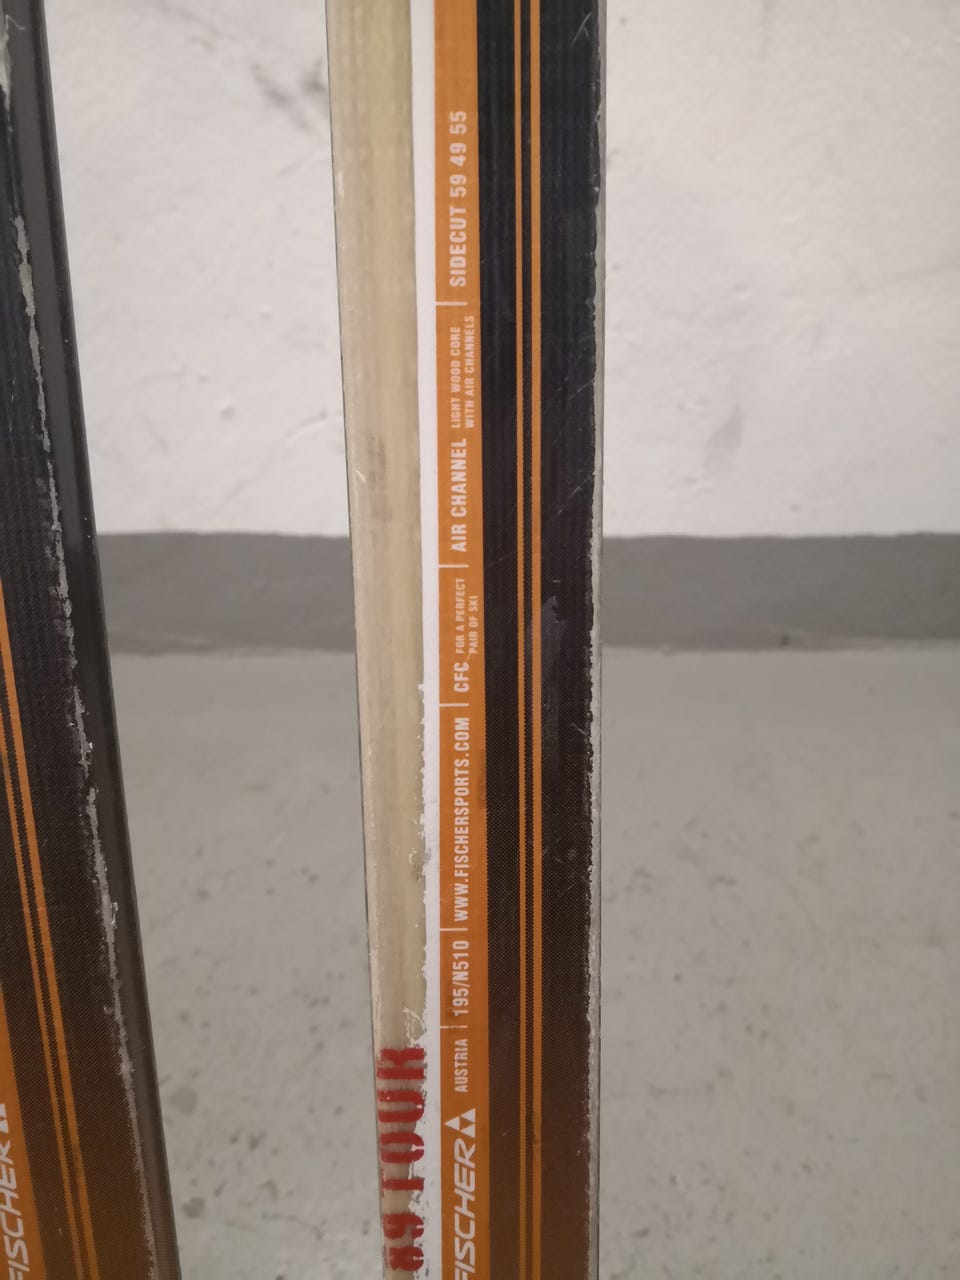 FISCHER
AUSTRIA | 195/N510 | WWW.FISCHERSPORTS.COM | CFC FOR A PERFECT
PAIR OF SKI
| AIR CHANNEL LIGHT WOOD CORE
WITH AIR CHANNELS
| SIDECUT 59 49 55
89 TOUR
FISCHER